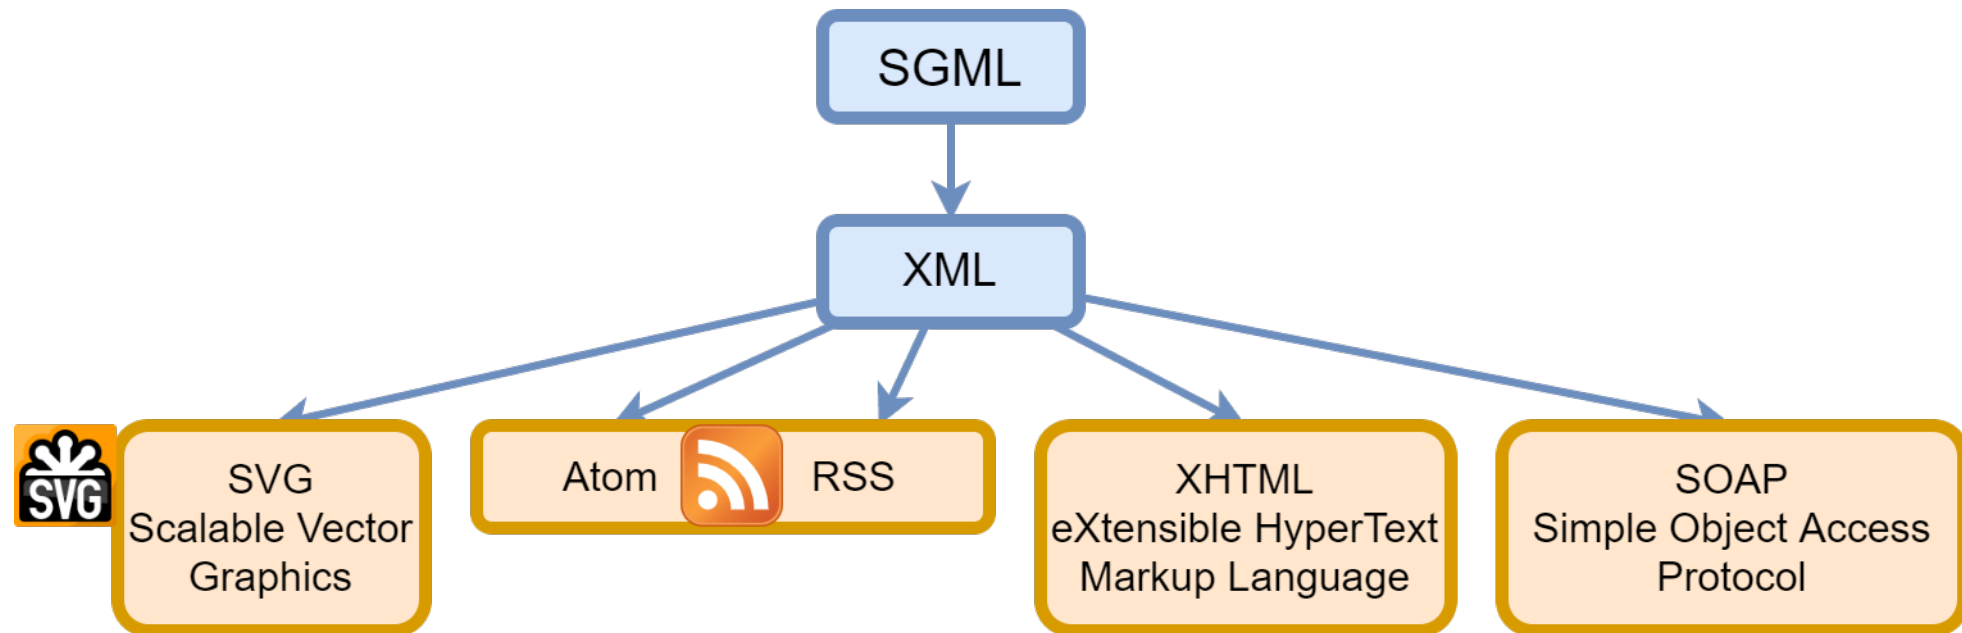 SGML
XML
SVG
SVG
Scalable Vector
Graphics
Atom
RSS
XHTML
eXtensible HyperText
Markup Language
SOAP
Simple Object Access
Protocol